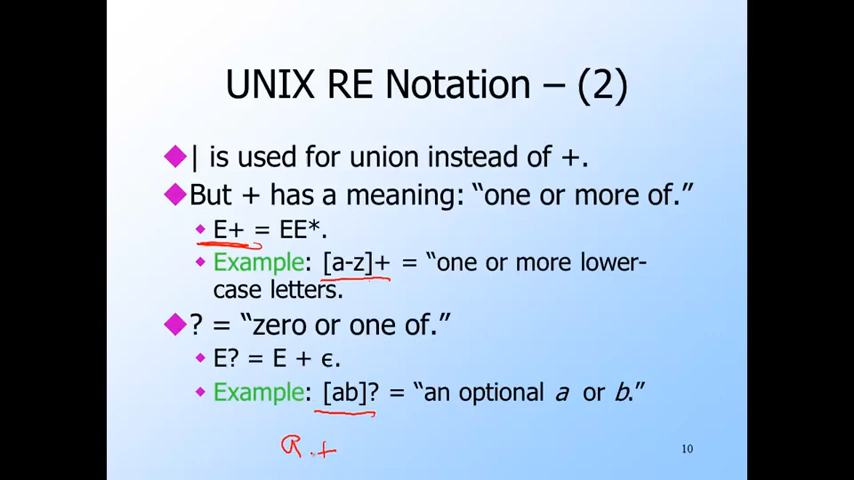 UNIX RE Notation – (2)
| is used for union instead of +.
But + has a meaning: “one or more of.”
E+ = EE*.
Example: [a-z]+ = “one or more lower-
case letters.
? = “zero or one of.”
E? = E + ϵ.
Example: [ab]? = “an optional a or b.”
10